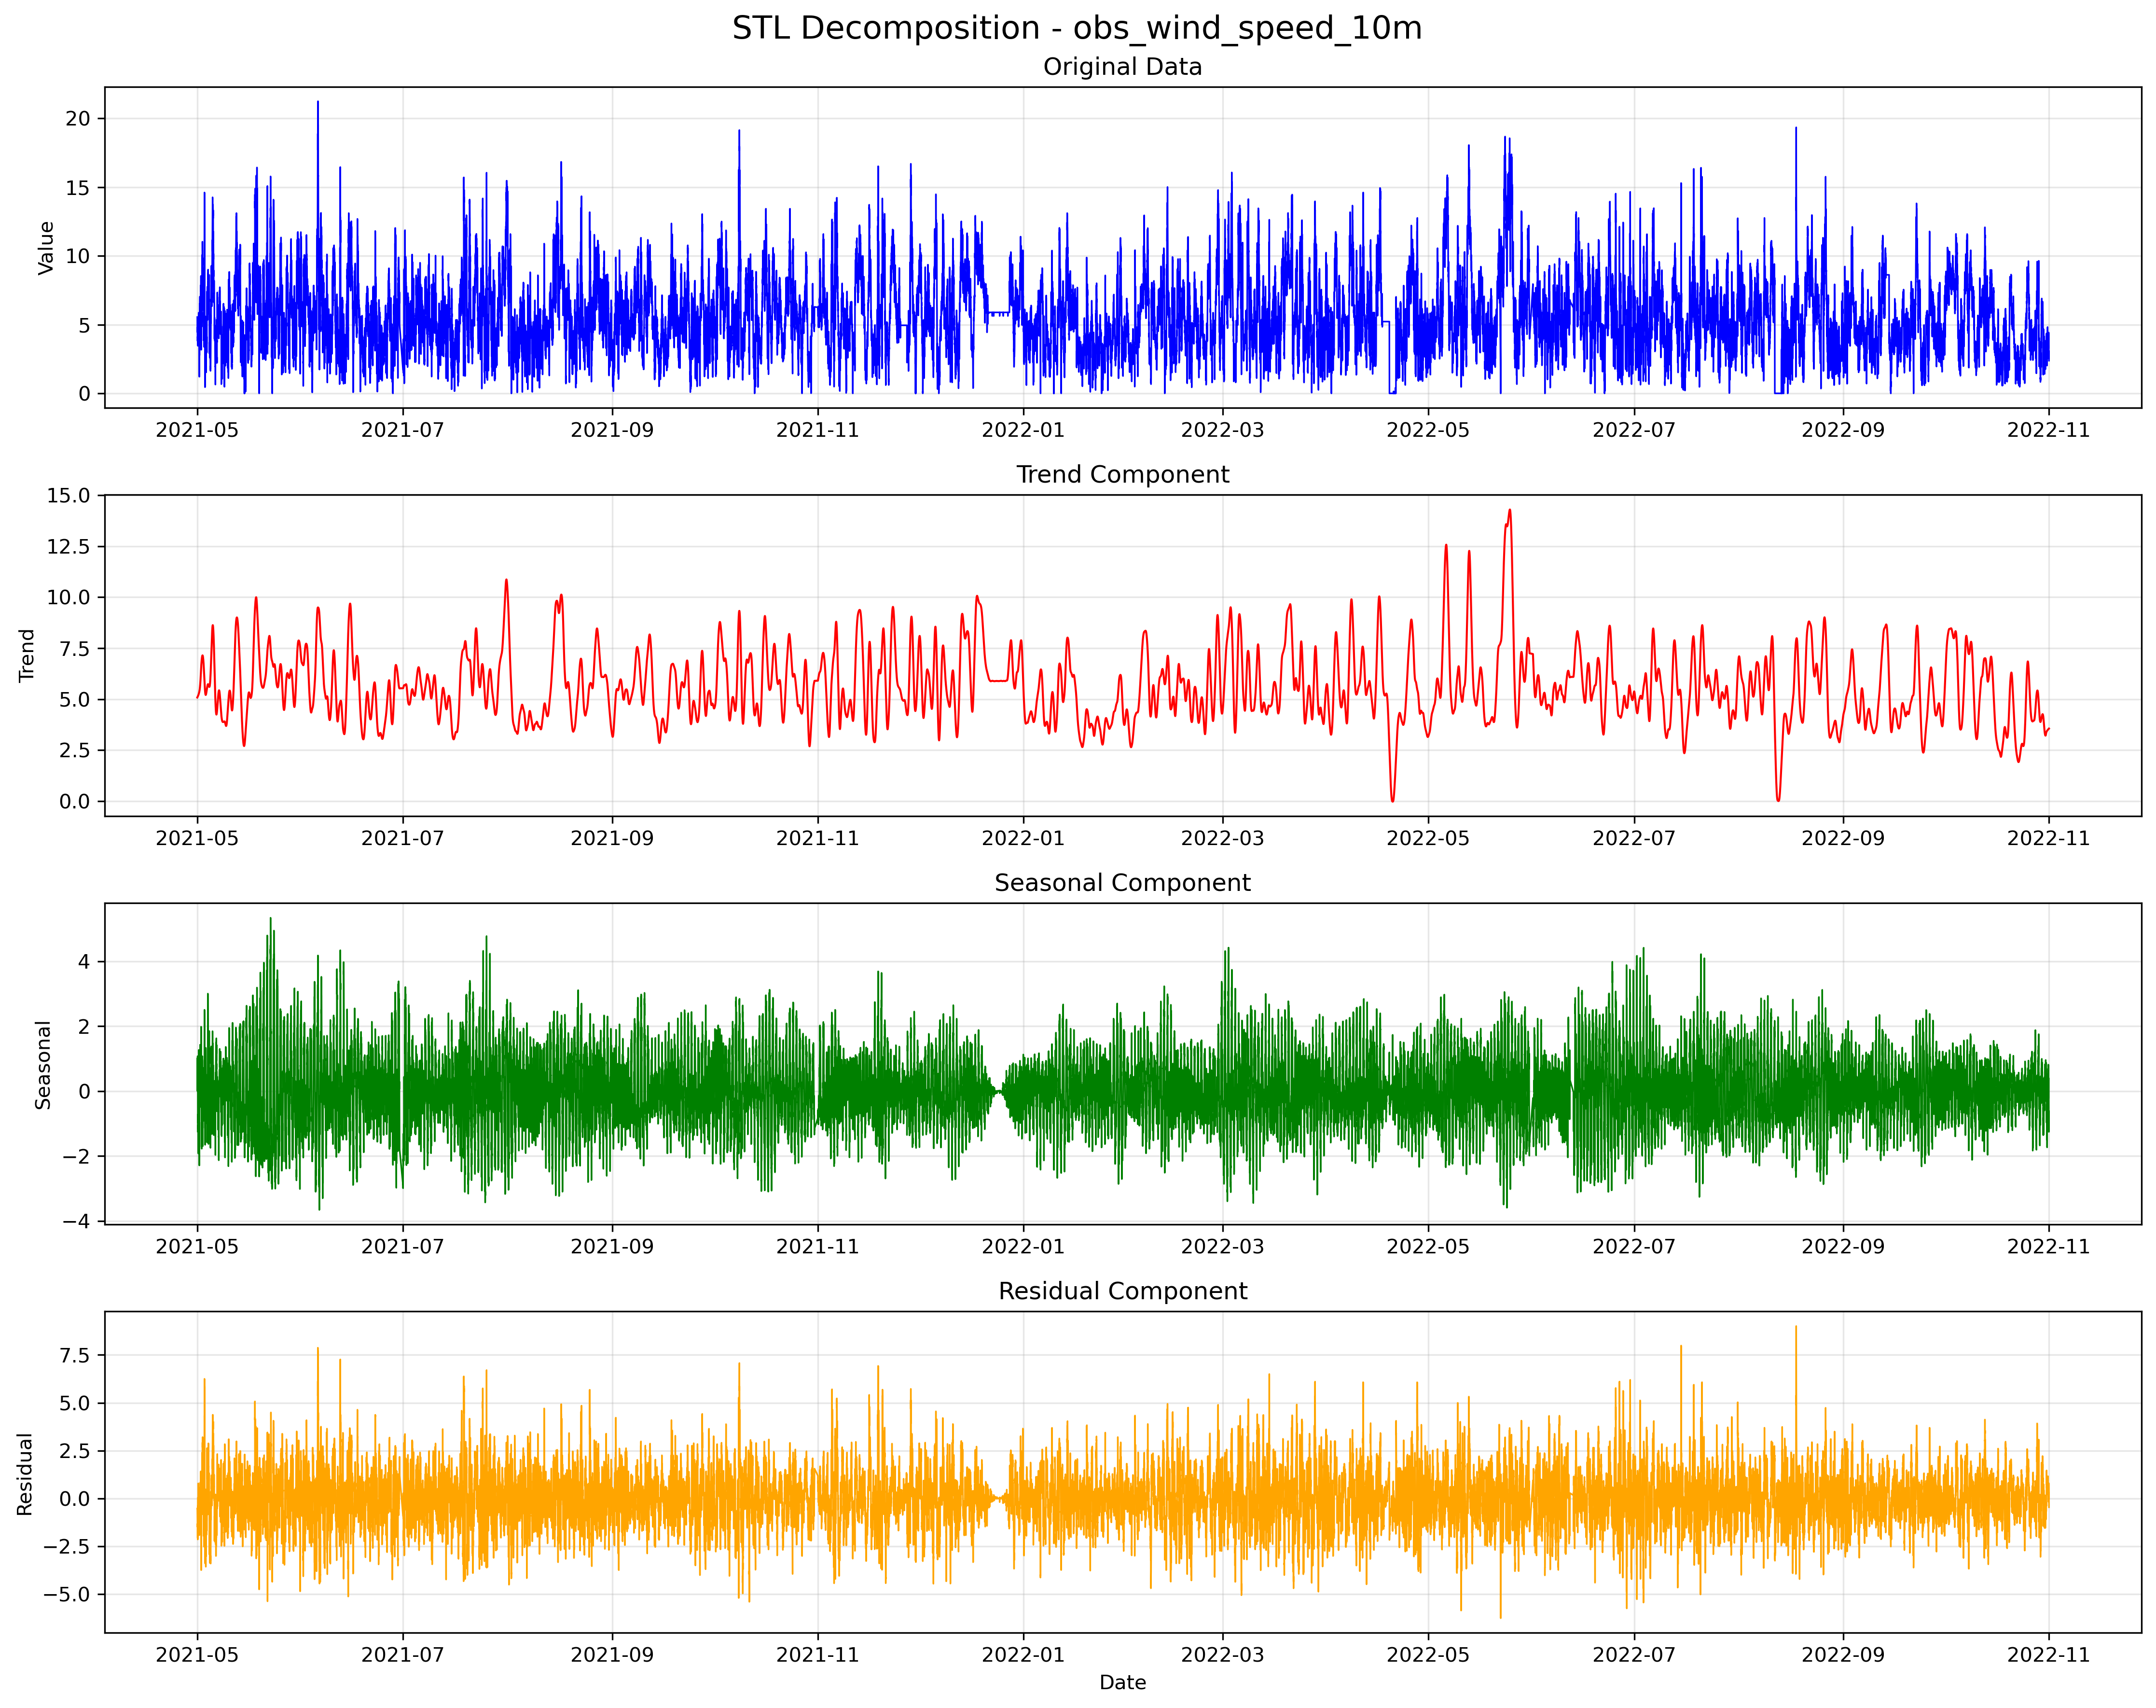 STL Decomposition - obs_wind_speed_10m
Original Data
Value
20
15
10
5
0
2021-05 2021-07 2021-09 2021-11 2022-01 2022-03 2022-05 2022-07 2022-09 2022-11
Trend Component
Trend
15.0
12.5
10.0
7.5
5.0
2.5
0.0
2021-05 2021-07 2021-09 2021-11 2022-01 2022-03 2022-05 2022-07 2022-09 2022-11
Seasonal Component
Seasonal
4
2
0
−2
−4
2021-05 2021-07 2021-09 2021-11 2022-01 2022-03 2022-05 2022-07 2022-09 2022-11
Residual Component
Residual
7.5
5.0
2.5
0.0
−2.5
−5.0
2021-05 2021-07 2021-09 2021-11 2022-01 2022-03 2022-05 2022-07 2022-09 2022-11
Date